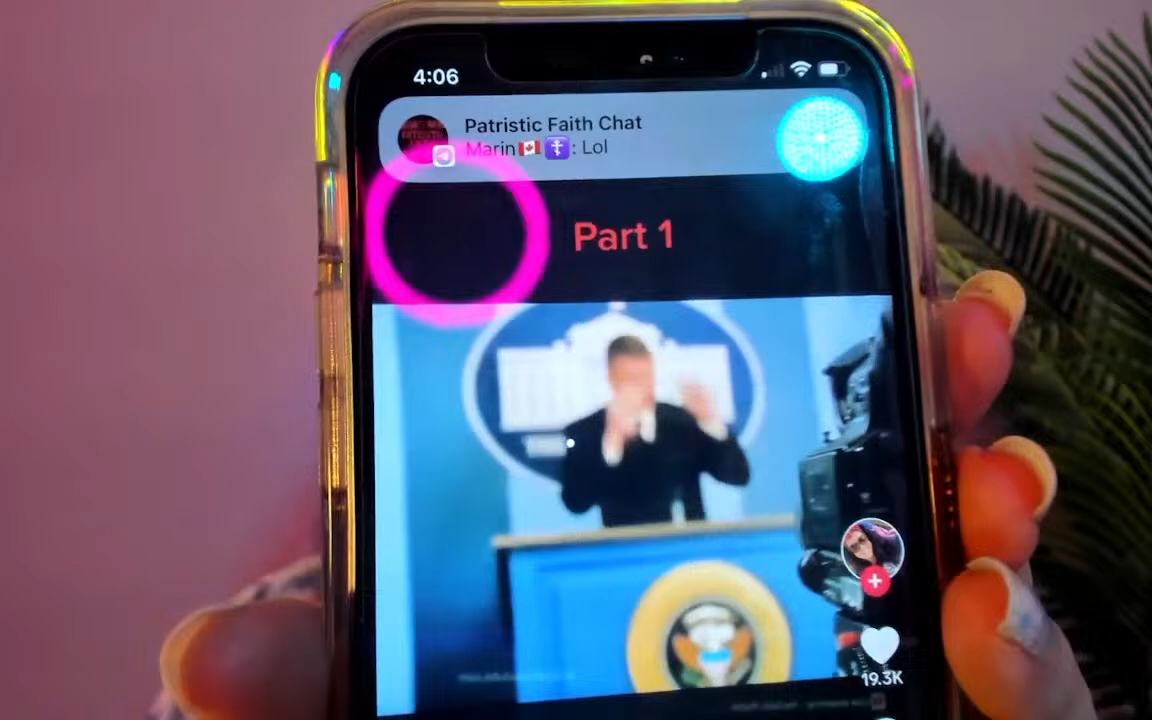 4:06
Patristic Faith Chat
Marin🇨🇦☦️: Lol
Part 1
19.3K